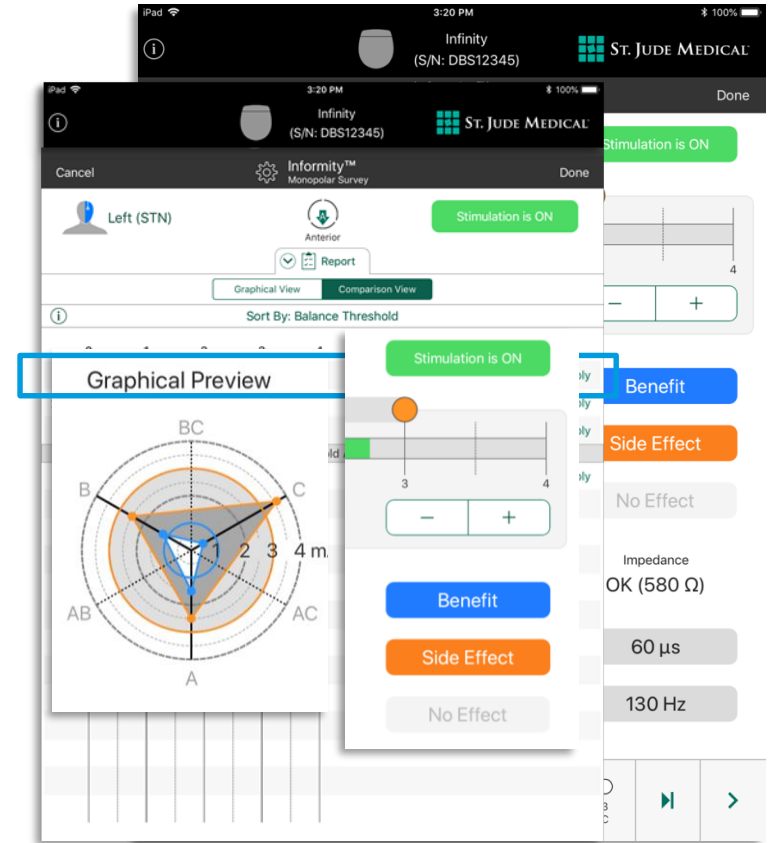 iPad 3:20 PM 100%
Infinity
(S/N: DBS12345)
ST. JUDE MEDICAL
Done
Stimulation is ON
4
− +
Benefit
Side Effect
No Effect
Impedance
OK (580 Ω)
60 µs
130 Hz
iPad 3:20 PM 100%
Infinity
(S/N: DBS12345)
ST. JUDE MEDICAL
Cancel
Informity™
Monopolar Survey
Done
Left (STN)
A
Anterior
Stimulation is ON
Report
Graphical View Comparison View
Sort By: Balance Threshold
Graphical Preview
BC
B C
1 2 3 4 m
AB AC
A
Stimulation is ON
3 4
− +
Benefit
Side Effect
No Effect